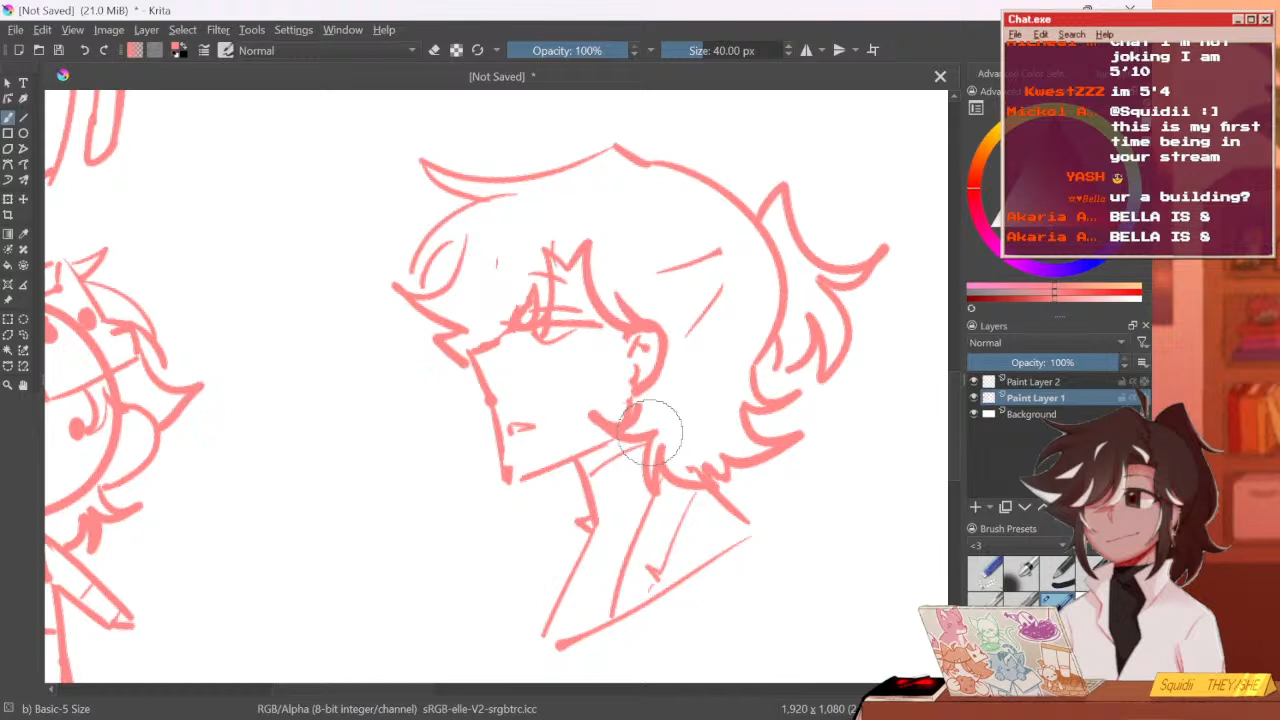 [Not Saved] (21.0 MiB) * - Krita
File Edit View Image Layer Select Filter Tools Settings Window Help
Normal
Opacity: 100%
Size: 40.00 px
[Not Saved] *
Chat.exe
File Edit Search Help
joking I am
5'10
KwestZZZ im 5'4
Mickol A... @Squidii :]
this is my first
time being in
your stream
YASH
☆♥Bella ur a building?
Akaria A... BELLA IS 8
Akaria A... BELLA IS 8
Layers
Normal
Opacity: 100%
Paint Layer 2
Paint Layer 1
Background
Brush Presets
<3
Squidii THEY/SHE
b) Basic-5 Size
RGB/Alpha (8-bit integer/channel) sRGB-elle-V2-srgbtrc.icc